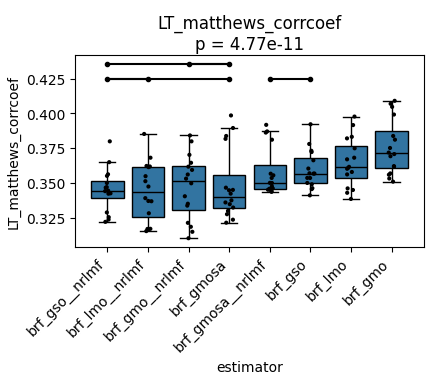 LT_matthews_corrcoef
p = 4.77e-11
LT_matthews_corrcoef
0.425
0.400
0.375
0.350
0.325
brf_gso__nrlmf
brf_lmo__nrlmf
brf_gmo__nrlmf
brf_gmosa
brf_gmosa__nrlmf
brf_gso
brf_lmo
brf_gmo
estimator